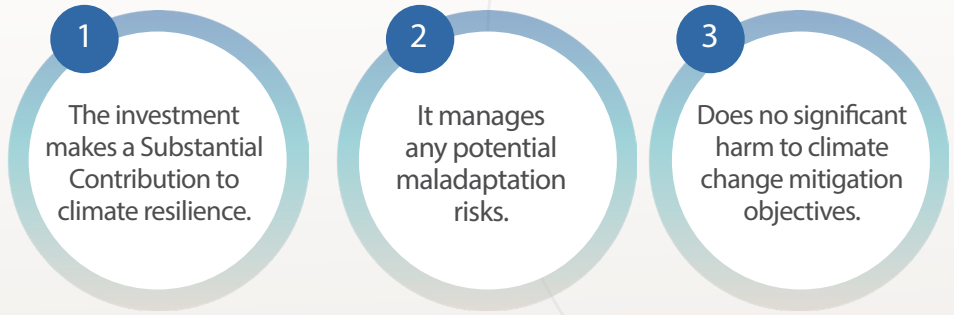 1
The investment
makes a Substantial
Contribution to
climate resilience.
2
It manages
any potential
maladaptation
risks.
3
Does no significant
harm to climate
change mitigation
objectives.